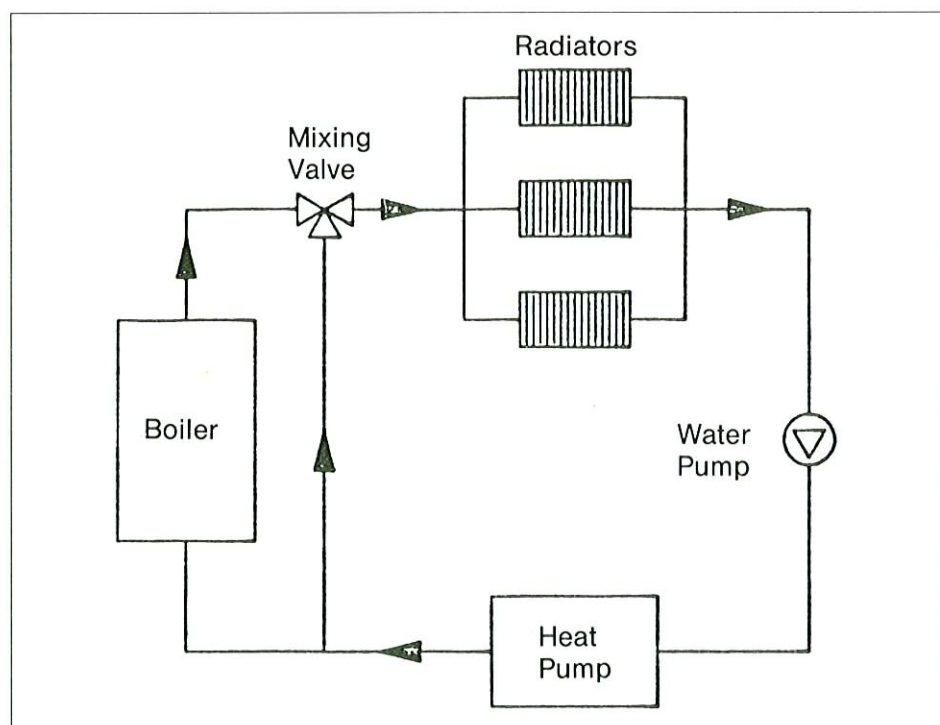 Radiators
Mixing
Valve
Boiler
Water
Pump
Heat
Pump